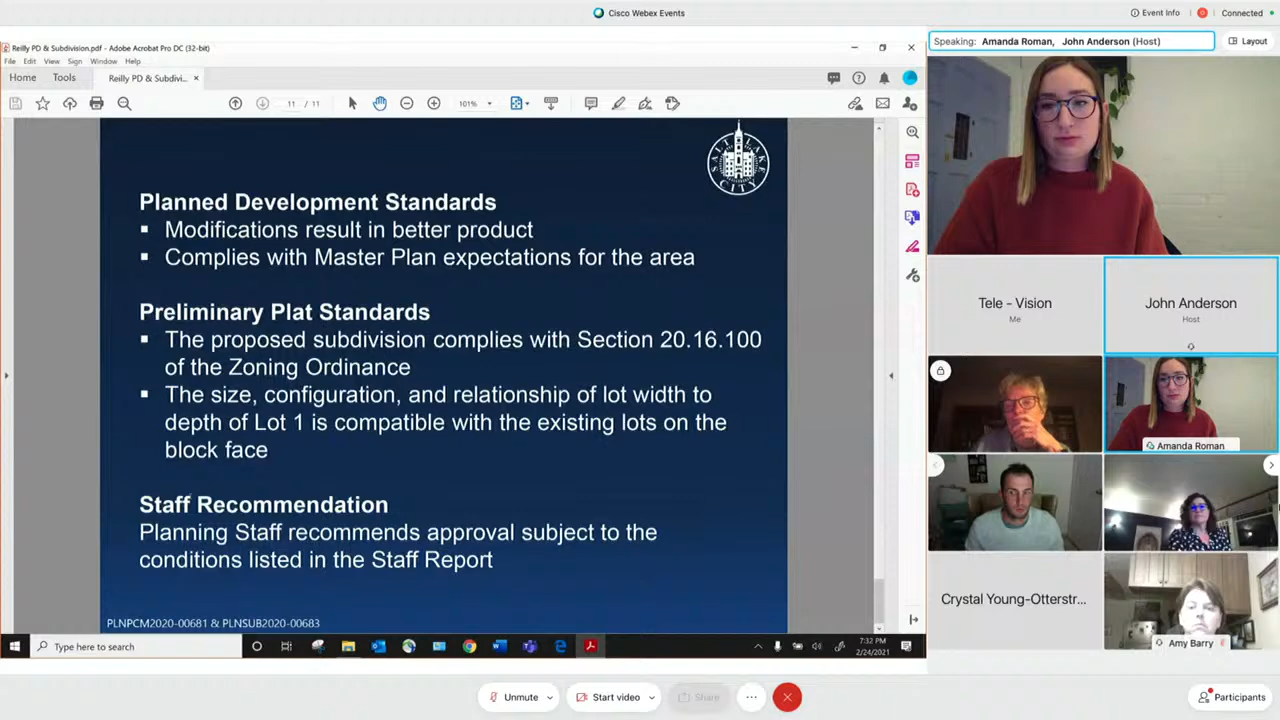 Cisco Webex Events
Event Info
Connected
Reilly PD & Subdivision.pdf - Adobe Acrobat Pro DC (32-bit)
File Edit View Sign Window Help
Home Tools Reilly PD & Subdivi... ×
11 / 11
101%
SALT LAKE CITY
Planned Development Standards
▪ Modifications result in better product
▪ Complies with Master Plan expectations for the area
Preliminary Plat Standards
▪ The proposed subdivision complies with Section 20.16.100
of the Zoning Ordinance
▪ The size, configuration, and relationship of lot width to
depth of Lot 1 is compatible with the existing lots on the
block face
Staff Recommendation
Planning Staff recommends approval subject to the
conditions listed in the Staff Report
PLNPCM2020-00681 & PLNSUB2020-00683
Type here to search
7:32 PM
2/24/2021
Speaking: Amanda Roman, John Anderson (Host)
Layout
Tele - Vision
Me
John Anderson
Host
Amanda Roman
Crystal Young-Otterstr...
Amy Barry
Unmute
Start video
Share
Participants